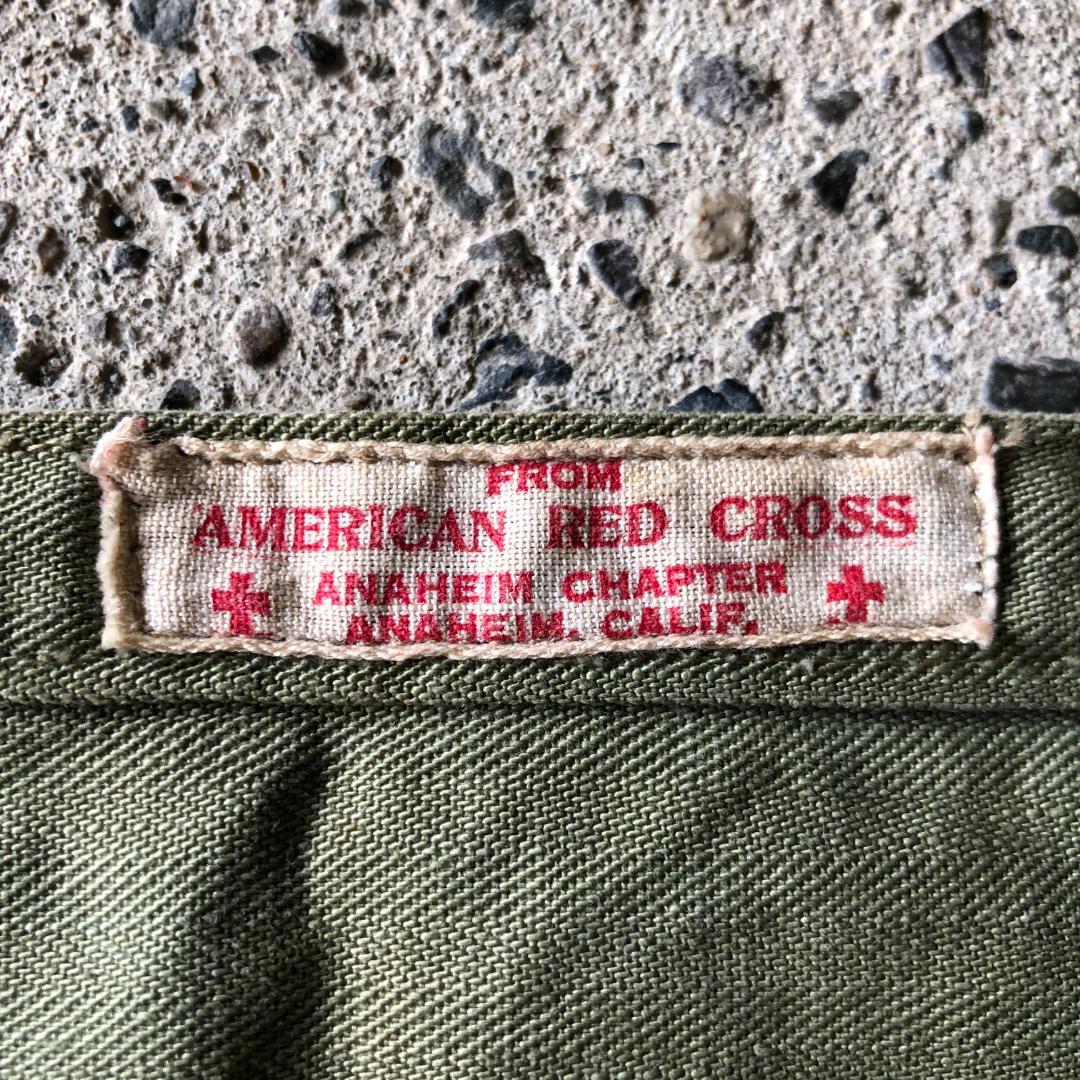 FROM
AMERICAN RED CROSS
ANAHEIM CHAPTER
ANAHEIM, CALIF.